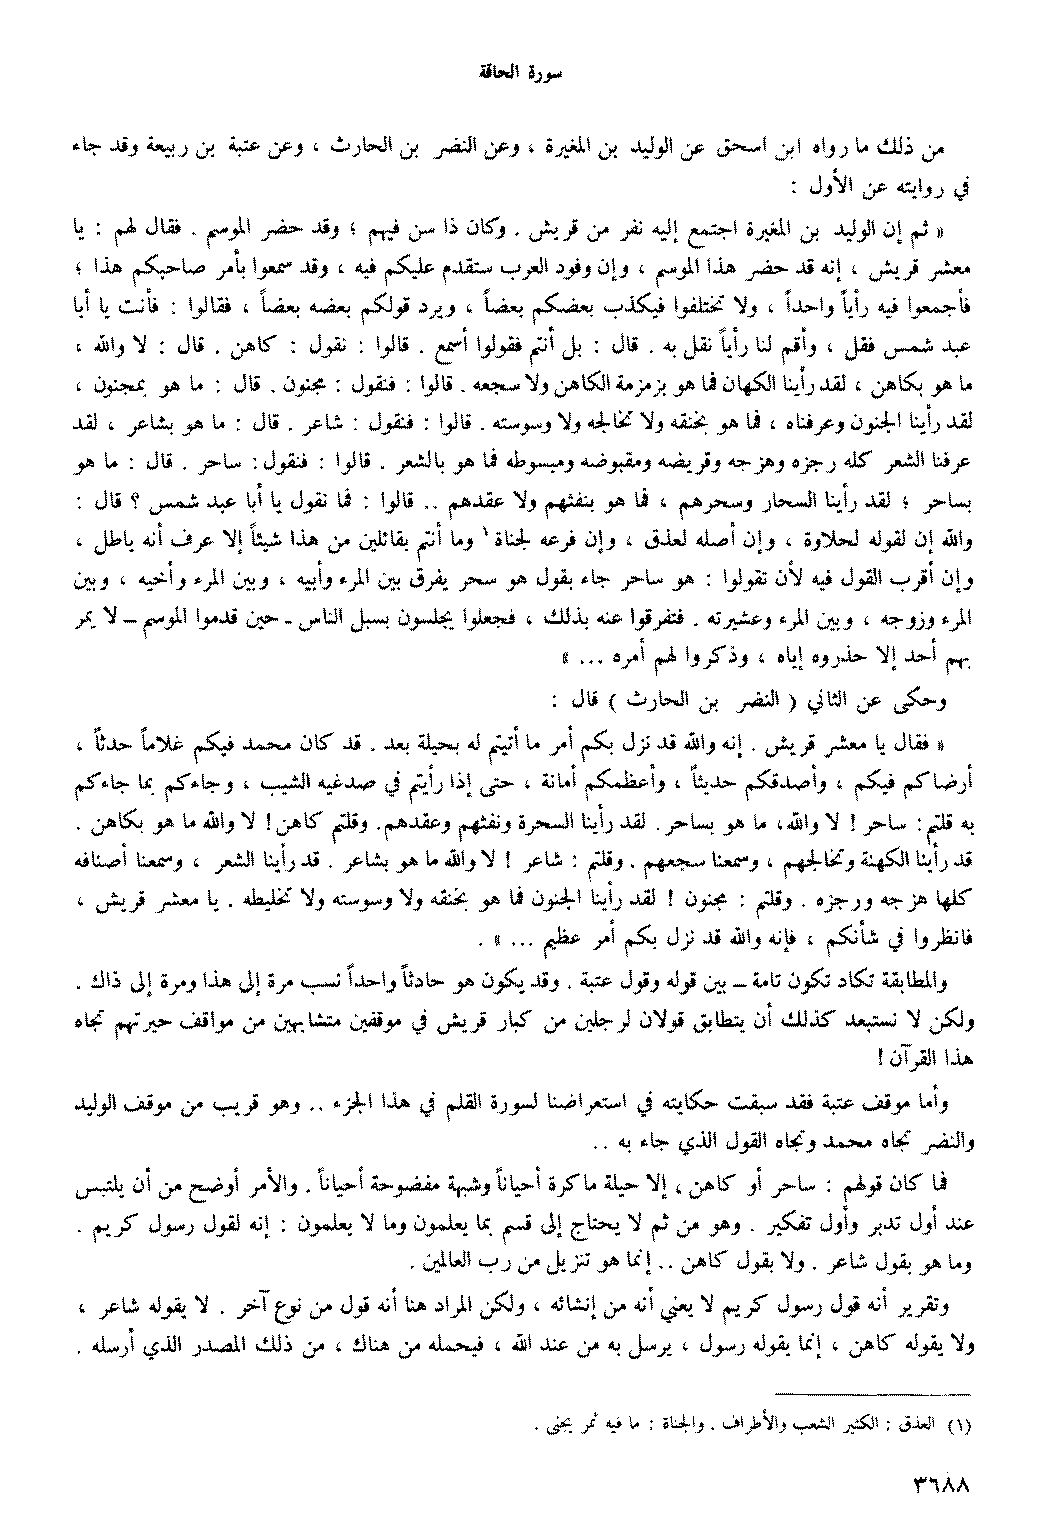 سورة الحاقة
من ذلك ما رواه ابن اسحق عن الوليد بن المغيرة ، وعن النضر بن الحارث ، وعن عتبة بن ربيعة وقد جاء
في روايته عن الأول :
« ثم إن الوليد بن المغيرة اجتمع إليه نفر من قريش . وكان ذا سن فيهم ؛ وقد حضر الموسم . فقال لهم : يا
معشر قريش ، إنه قد حضر هذا الموسم ، وإن وفود العرب ستقدم عليكم فيه ، وقد سمعوا بأمر صاحبكم هذا ؛
فأجمعوا فيه رأياً واحداً ، ولا تختلفوا فيكذب بعضكم بعضاً ، ويرد قولكم بعضه بعضاً ، فقالوا : فأنت يا أبا
عبد شمس فقل ، وأقم لنا رأياً نقل به . قال : بل أنتم فقولوا أسمع . قالوا : نقول : كاهن . قال : لا والله ،
ما هو بكاهن ، لقد رأينا الكهان فما هو بزمزمة الكاهن ولا سجعه . قالوا : فنقول : مجنون . قال : ما هو بمجنون ،
لقد رأينا الجنون وعرفناه ، فما هو بخنقه ولا تخالجه ولا وسوسته . قالوا : فنقول : شاعر . قال : ما هو بشاعر ، لقد
عرفنا الشعر كله رجزه وهزجه وقريضه ومقبوضه ومبسوطه فما هو بالشعر . قالوا : فنقول : ساحر . قال : ما هو
بساحر ؛ لقد رأينا السحار وسحرهم ، فما هو بنفثهم ولا عقدهم .. قالوا : فما نقول يا أبا عبد شمس ؟ قال :
والله إن لقوله لحلاوة ، وإن أصله لعذق ، وإن فرعه لجناة١ وما أنتم بقائلين من هذا شيئاً إلا عرف أنه باطل ،
وإن أقرب القول فيه لأن تقولوا : هو ساحر جاء بقول هو سحر يفرق بين المرء وأبيه ، وبين المرء وأخيه ، وبين
المرء وزوجه ، وبين المرء وعشيرته . فتفرقوا عنه بذلك ، فجعلوا يجلسون بسبل الناس ـ حين قدموا الموسم ـ لا يمر
بهم أحد إلا حذروه إياه ، وذكروا لهم أمره ... »
وحكى عن الثاني ( النضر بن الحارث ) قال :
« فقال يا معشر قريش . إنه والله قد نزل بكم أمر ما أتيتم له بحيلة بعد . قد كان محمد فيكم غلاماً حدثاً ،
أرضاكم فيكم ، وأصدقكم حديثاً ، وأعظمكم أمانة ، حتى إذا رأيتم في صدغيه الشيب ، وجاءكم بما جاءكم
به قلتم : ساحر ! لا والله، ما هو بساحر . لقد رأينا السحرة ونفثهم وعقدهم. وقلتم كاهن ! لا والله ما هو بكاهن .
قد رأينا الكهنة وتخالجهم ، وسمعنا سجعهم . وقلتم : شاعر ! لا والله ما هو بشاعر . قد رأينا الشعر ، وسمعنا أصنافه
كلها هزجه ورجزه . وقلتم : مجنون ! لقد رأينا الجنون فما هو بخنقه ولا وسوسته ولا تخليطه . يا معشر قريش ،
فانظروا في شأنكم ، فإنه والله قد نزل بكم أمر عظيم ... » .
والمطابقة تكاد تكون تامة ـ بين قوله وقول عتبة . وقد يكون هو حادثاً واحداً نسب مرة إلى هذا ومرة إلى ذاك .
ولكن لا نستبعد كذلك أن يتطابق قولان لرجلين من كبار قريش في موقفين متشابهين من مواقف حيرتهم تجاه
هذا القرآن !
وأما موقف عتبة فقد سبقت حكايته في استعراضنا لسورة القلم في هذا الجزء .. وهو قريب من موقف الوليد
والنضر تجاه محمد وتجاه القول الذي جاء به ..
فما كان قولهم : ساحر أو كاهن ، إلا حيلة ماكرة أحياناً وشبهة مفضوحة أحياناً . والأمر أوضح من أن يلتبس
عند أول تدبر وأول تفكير . وهو من ثم لا يحتاج إلى قسم بما يعلمون وما لا يعلمون : إنه لقول رسول كريم .
وما هو بقول شاعر . ولا بقول كاهن .. إنما هو تنزيل من رب العالمين .
وتقرير أنه قول رسول كريم لا يعني أنه من إنشائه ، ولكن المراد هنا أنه قول من نوع آخر . لا يقوله شاعر ،
ولا يقوله كاهن ، إنما يقوله رسول ، يرسل به من عند الله ، فيحمله من هناك ، من ذلك المصدر الذي أرسله .
(١) العذق : الكثير الشعب والأطراف . والجناة : ما فيه ثمر يجنى .
٣٦٨٨